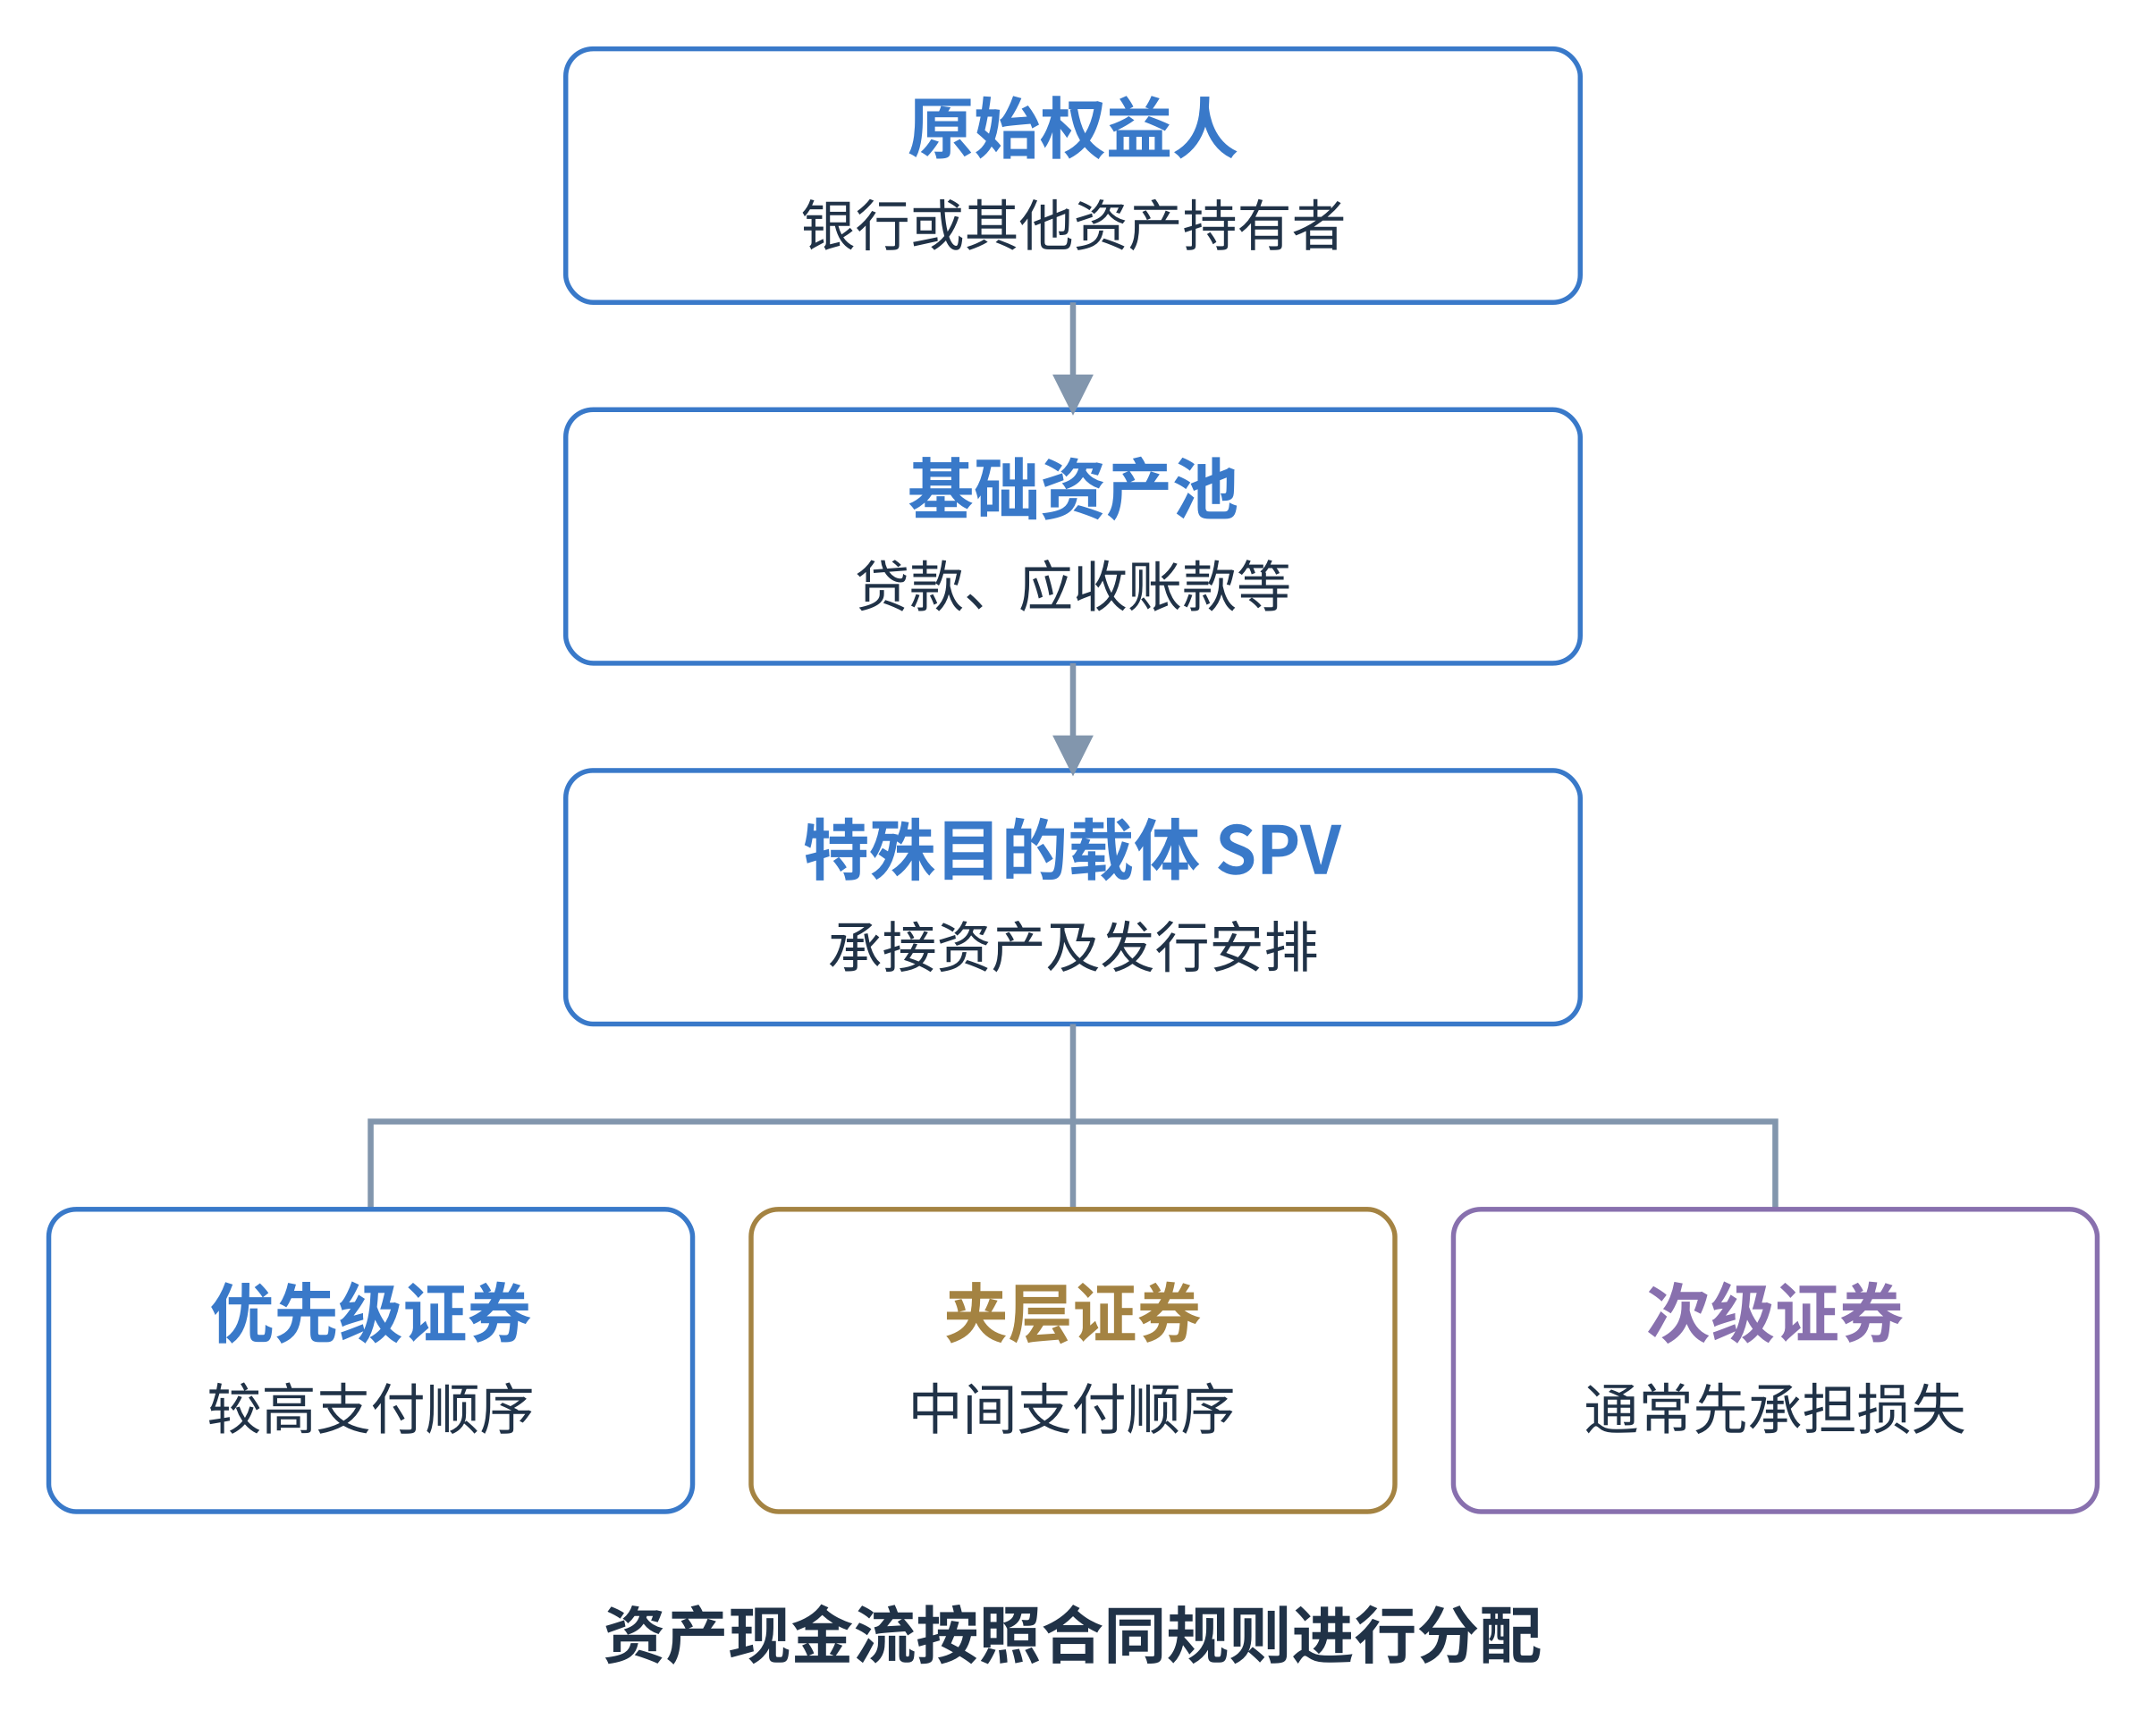 原始权益人
银行或其他资产持有者
基础资产池
贷款、应收账款等
特殊目的载体 SPV
承接资产及发行安排
优先级证券
较高支付顺序
中层证券
中间支付顺序
次级证券
通常先承担损失
资产现金流按照合同规则进行分配